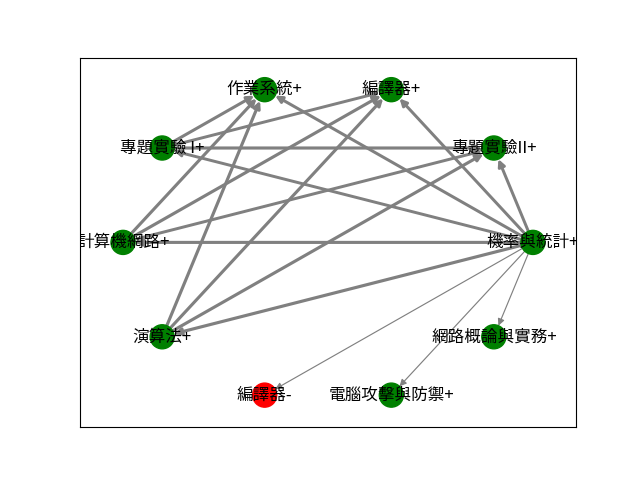 作業系統+
編譯器+
專題實驗 I+
專題實驗II+
計算機網路+
機率與統計+
演算法+
網路概論與實務+
編譯器-
電腦攻擊與防禦+